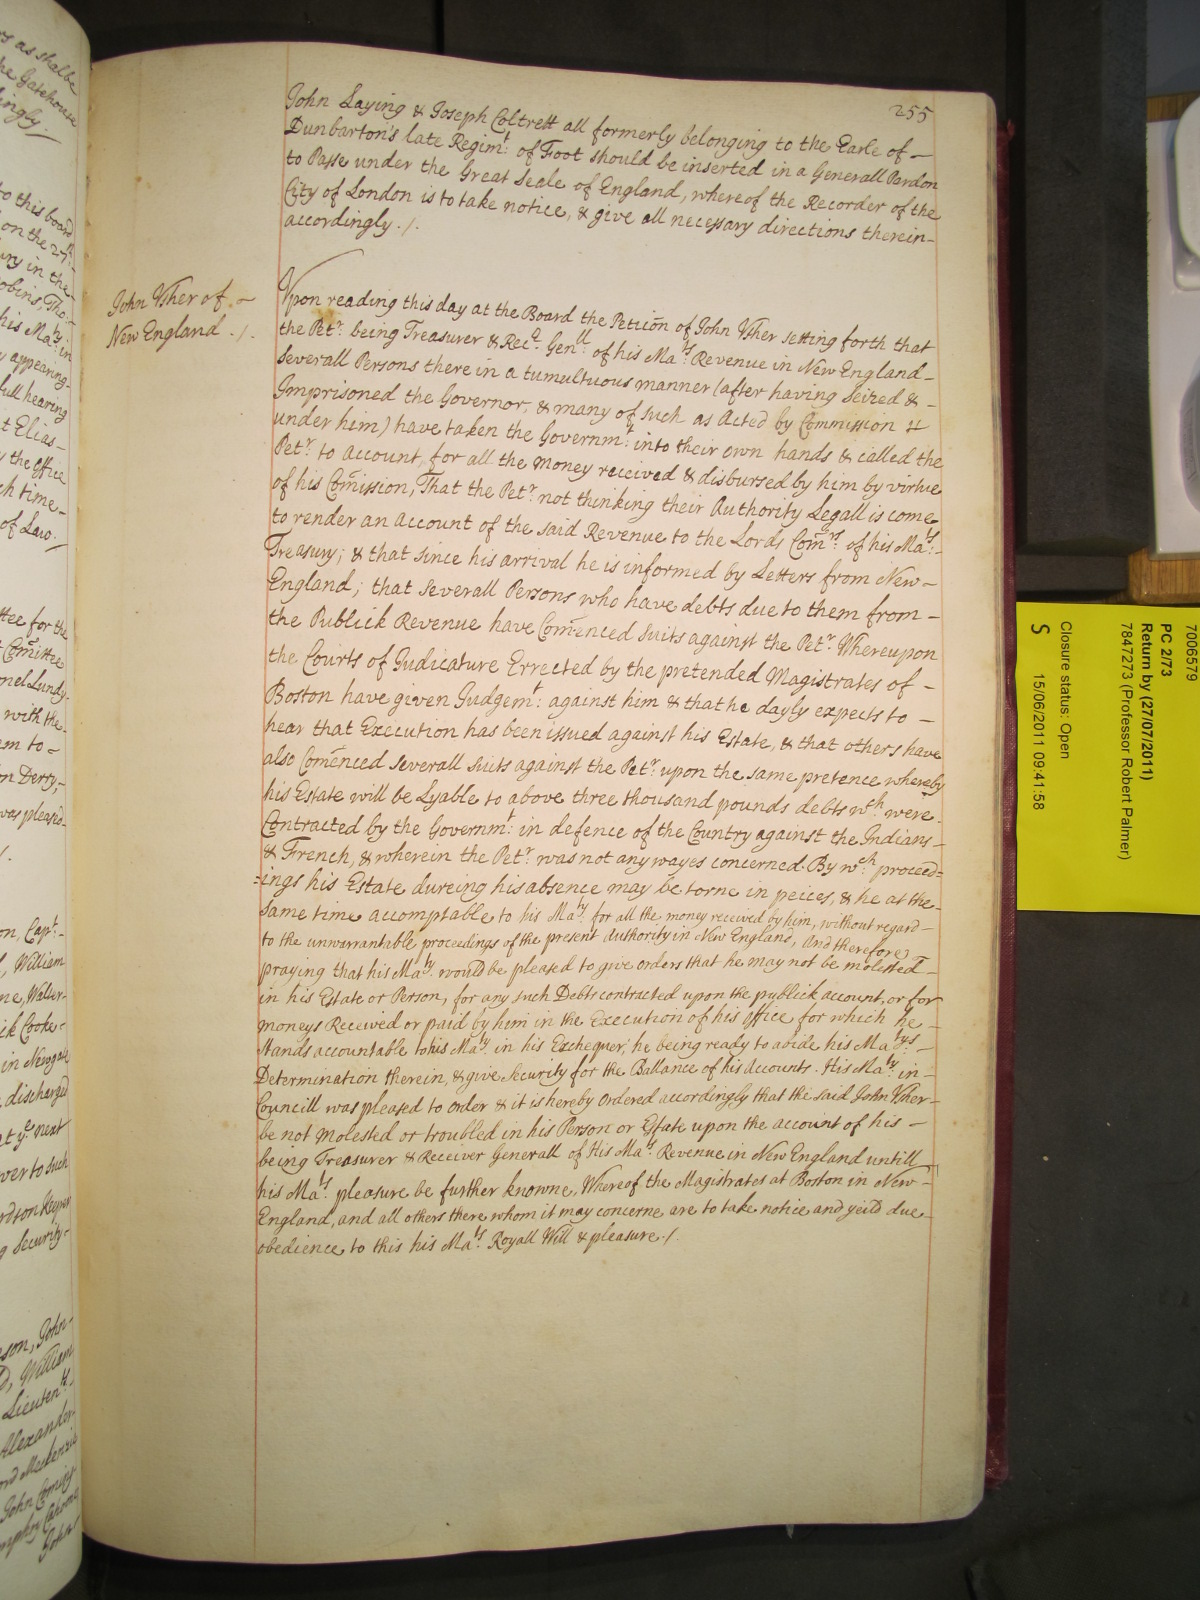 255
John Laying & Joseph Coltrett all formerly belonging to the Earle of –
Dunbarton's late Regimt: of Foot should be inserted in a Generall Pardon
to Passe under the Great Seale of England, whereof the Recorder of the
City of London is to take notice, & give all necessary directions therein–
accordingly ./.
John Usher of –
New England ./.
Upon reading this day at the Board the Peticõn of John Usher setting forth that
the Petr: being Treasurer & Recr. Genll: of his Mats Revenue in New England –
severall Persons there in a tumultuous manner (after having Seized & –
Imprisoned the Governor, & many of such as Acted by Commission
under him) have taken the Governmt: into their own hands & called the
Petr: to account, for all the money received & disbursed by him by virtue
of his Com̃ission, That the Petr: not thinking their Authority Legall is come
to render an Account of the said Revenue to the Lords Com̃rs of his Mats: –
Treasury; & that since his arrival he is informed by Letters from New –
England; that severall Persons who have debts due to them from –
the Publick Revenue have Com̃enced Suits against the Petr: Whereupon
the Courts of Judicature Errected by the pretended Magistrates of –
Boston have given Judgemt: against him & that he dayly expects to –
hear that Execution has been issued against his Estate, & that others have
also Com̃enced severall suits against the Petr: upon the same pretence whereby
his Estate will be Lyable to above three thousand pounds debts wch were
Contracted by the Governmt: in defence of the Country against the Indians –
& French, & wherein the Petr: was not any wayes concerned. By wch: proceed=
=ings his Estate dureing his absence may be torne in peices, & he at the
same time accomptable to his Maty: for all the money received by him, without regard –
to the unwarrantable proceedings of the present Authority in New England, And therefore
praying that his Maty: would be pleased to give orders that he may not be molested –
in his Estate or Person, for any such Debts contracted upon the publick account, or for
moneys Received or paid by him in the Execution of his office for which he –
stands accountable to his Maty: in his Exchequer, he being ready to abide his Matys –
Determination therein, & give Security for the Ballance of his Accounts. His Maty: in –
Councill was pleased to Order & it is hereby Ordered accordingly that the said John Usher –
be not Molested or troubled in his Person or Estate upon the account of his –
being Treasurer & Receiver Generall of His Mats: Revenue in New England untill
his Mats: pleasure be further knowne, Whereof the Magistrates at Boston in New –
England, and all others there whom it may concerne are to take notice and yeild due
obedience to this his Mats: Royall Will & pleasure ./.
7006579
PC 2/73
Return by (27/07/2011)
7847273 (Professor Robert Palmer)
Closure status: Open
S 15/06/2011 09:41:58